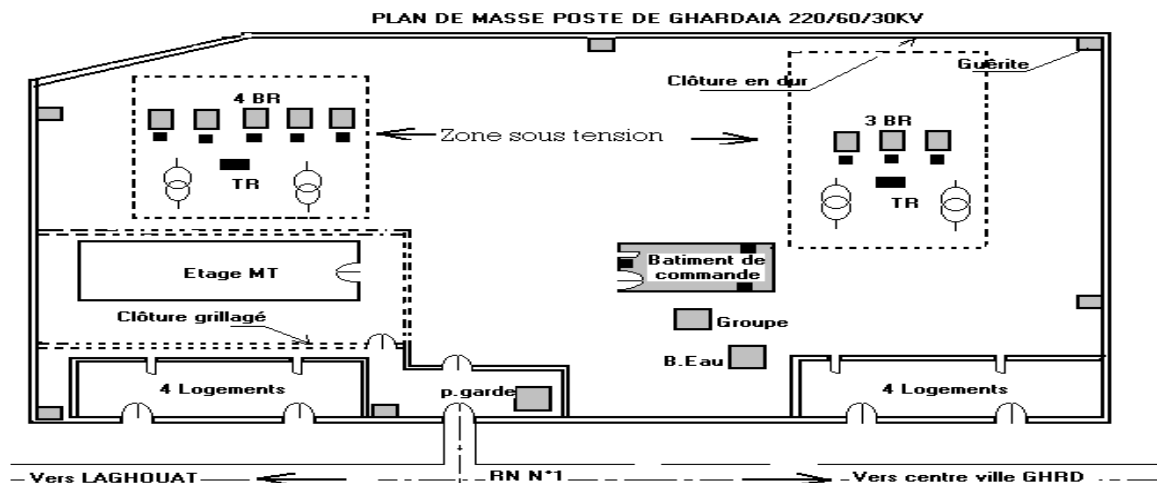 PLAN DE MASSE POSTE DE GHARDAIA 220/60/30KV
Guérite
Clôture en dur
4 BR
3 BR
Zone sous tension
TR
TR
Etage MT
Bâtiment de
commande
Clôture grillagé
Groupe
B.Eau
4 Logements
p.garde
4 Logements
Vers LAGHOUAT
RN N°1
Vers centre ville GHRD